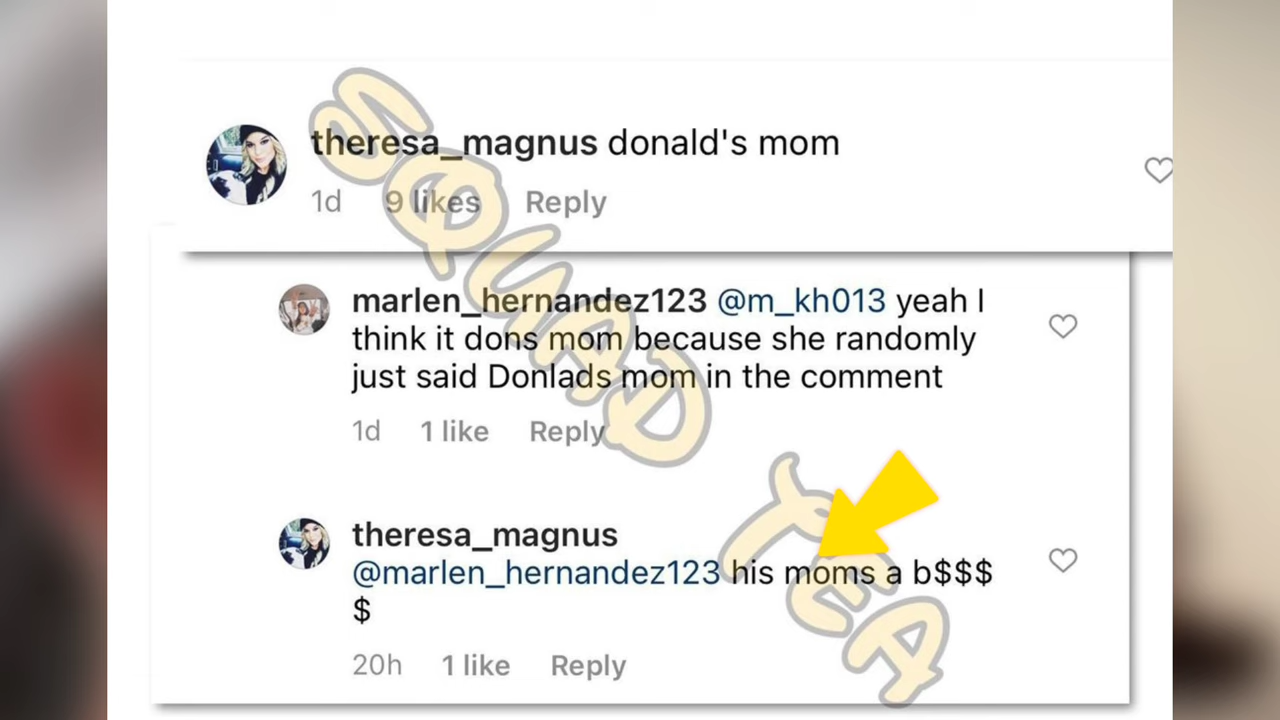 theresa_magnus donald's mom
1d 9 likes Reply
marlen_hernandez123 @m_kh013 yeah I
think it dons mom because she randomly
just said Donlads mom in the comment
1d 1 like Reply
theresa_magnus
@marlen_hernandez123 his moms a b$$$
$
20h 1 like Reply
SQUAD TEA